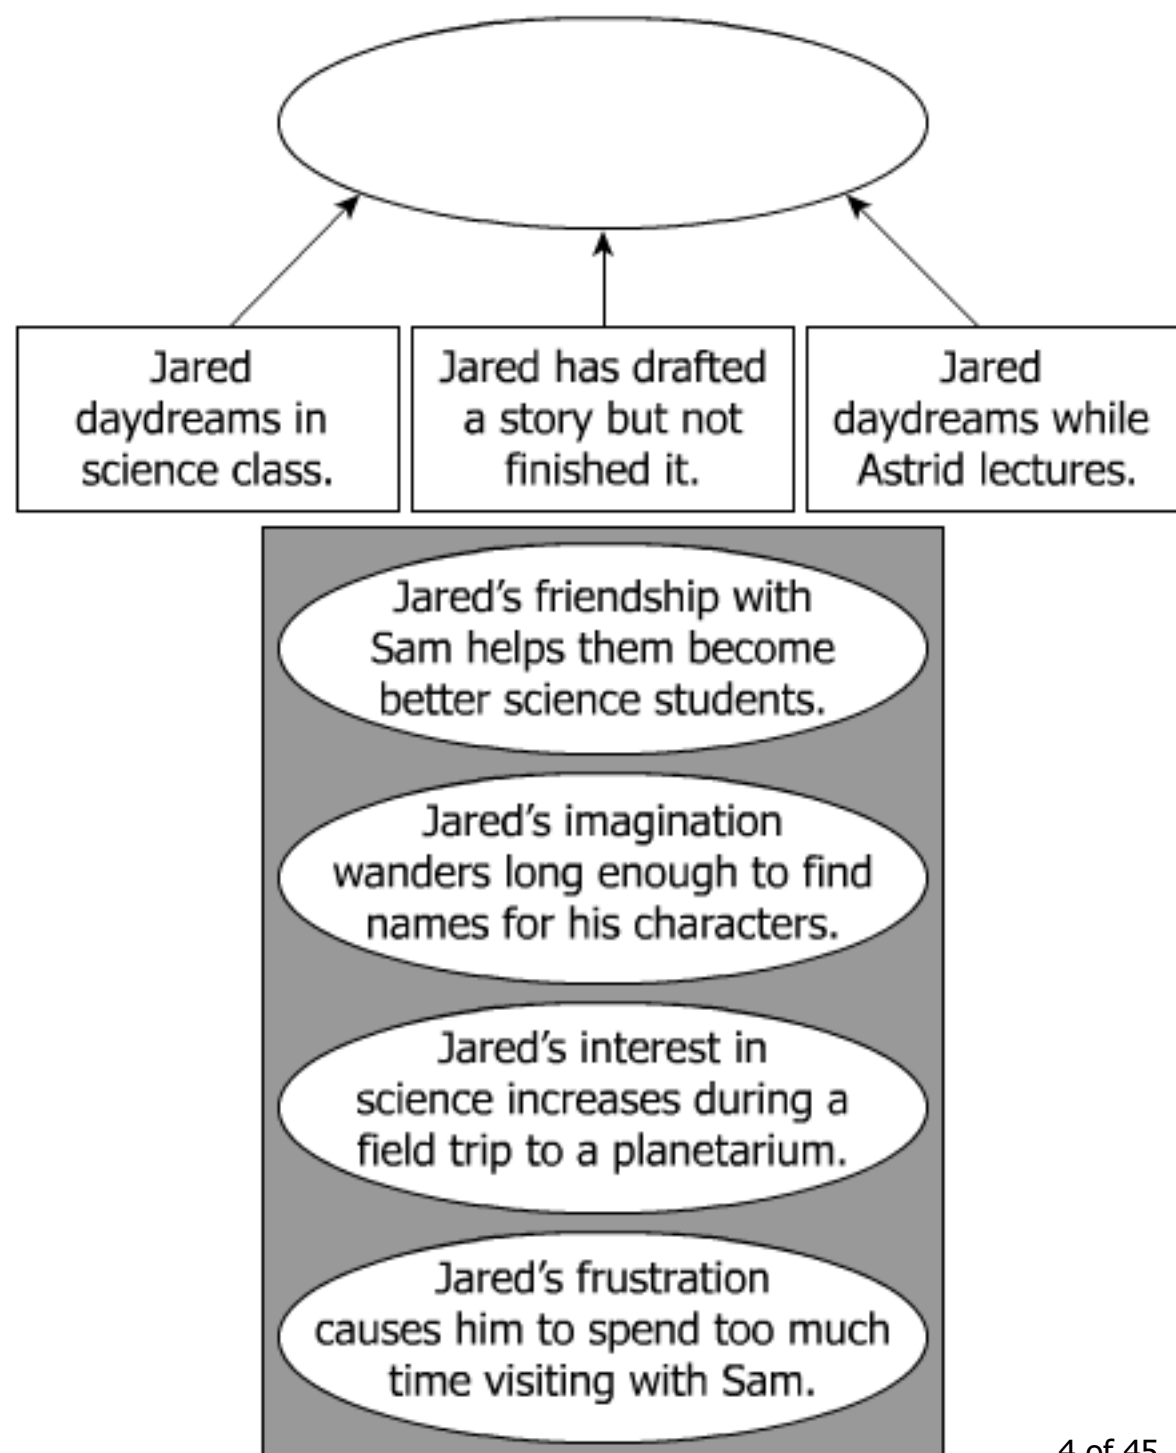 Jared
daydreams in
science class.
Jared has drafted
a story but not
finished it.
Jared
daydreams while
Astrid lectures.
Jared’s friendship with
Sam helps them become
better science students.
Jared’s imagination
wanders long enough to find
names for his characters.
Jared’s interest in
science increases during a
field trip to a planetarium.
Jared’s frustration
causes him to spend too much
time visiting with Sam.
4 of 45